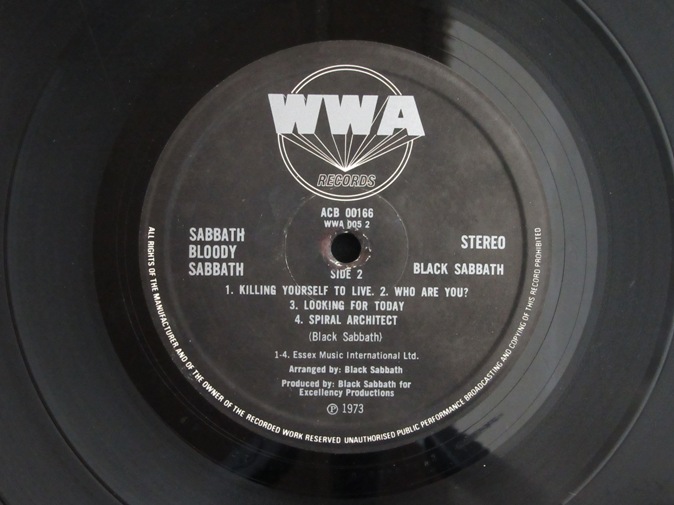 WWA
RECORDS
ACB 00166
WWA 005 2
SABBATH
BLOODY
SABBATH
STEREO
SIDE 2
BLACK SABBATH
1. KILLING YOURSELF TO LIVE. 2. WHO ARE YOU?
3. LOOKING FOR TODAY
4. SPIRAL ARCHITECT
(Black Sabbath)
1-4. Essex Music International Ltd.
Arranged by: Black Sabbath
Produced by: Black Sabbath for
Excellency Productions
℗ 1973
ALL RIGHTS OF THE MANUFACTURER AND OF THE OWNER OF THE RECORDED WORK RESERVED UNAUTHORISED PUBLIC PERFORMANCE BROADCASTING AND COPYING OF THIS RECORD PROHIBITED